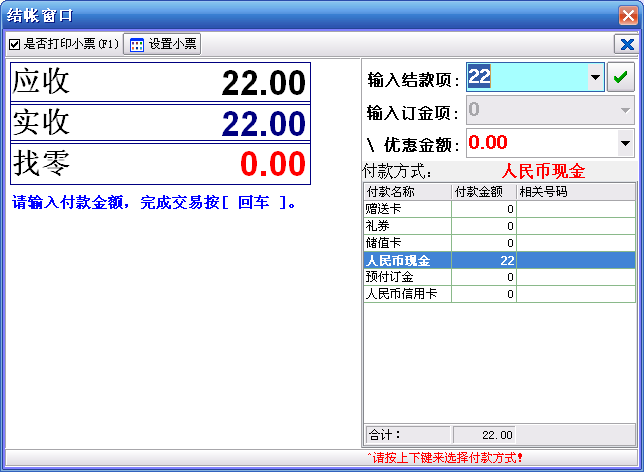 结帐窗口
是否打印小票(F1) 设置小票
应收 22.00
实收 22.00
找零 0.00
请输入付款金额，完成交易按[ 回车 ]。
输入结款项: 22
输入订金项: 0
\ 优惠金额: 0.00
付款方式: 人民币现金
付款名称 付款金额 相关号码
赠送卡 0
礼券 0
储值卡 0
人民币现金 22
预付订金 0
人民币信用卡 0
合计： 22.00
^请按上下键来选择付款方式!